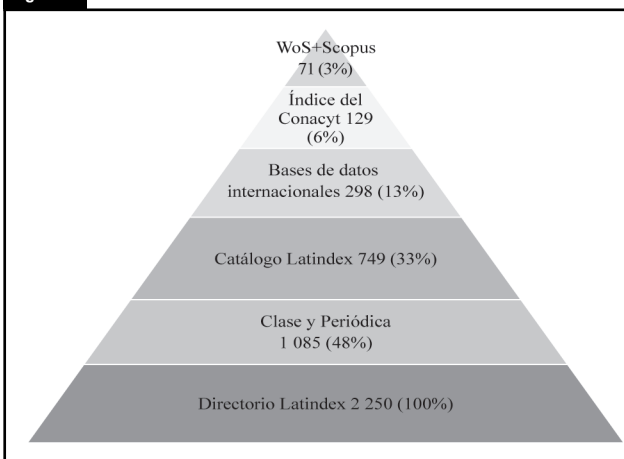 WoS+Scopus
71 (3%)
Índice del
Conacyt 129
(6%)
Bases de datos
internacionales 298 (13%)
Catálogo Latindex 749 (33%)
Clase y Periódica
1 085 (48%)
Directorio Latindex 2 250 (100%)